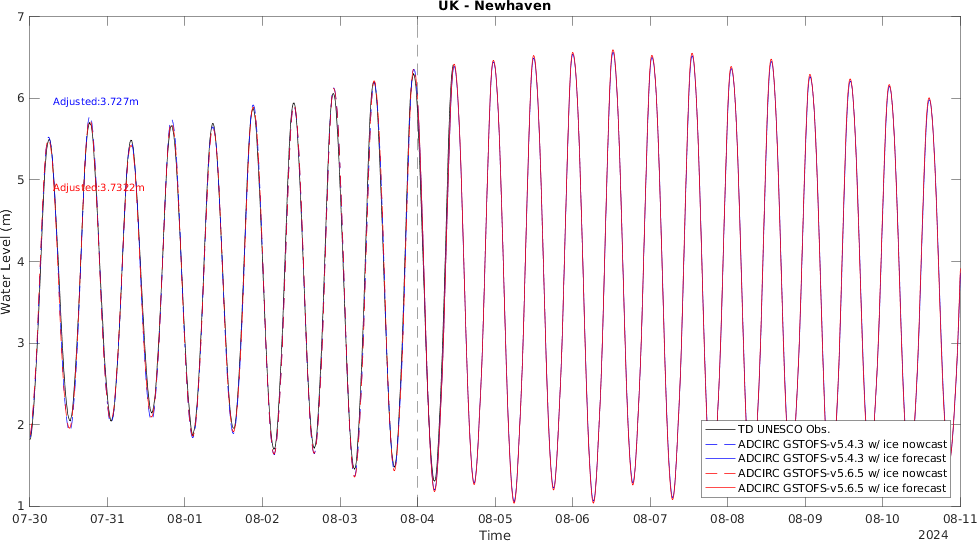 UK - Newhaven
7
6
5
4
3
2
1
Water Level (m)
Adjusted:3.727m
Adjusted:3.7322m
TD UNESCO Obs.
ADCIRC GSTOFS-v5.4.3 w/ ice nowcast
ADCIRC GSTOFS-v5.4.3 w/ ice forecast
ADCIRC GSTOFS-v5.6.5 w/ ice nowcast
ADCIRC GSTOFS-v5.6.5 w/ ice forecast
07-30 07-31 08-01 08-02 08-03 08-04 08-05 08-06 08-07 08-08 08-09 08-10 08-11
Time
2024